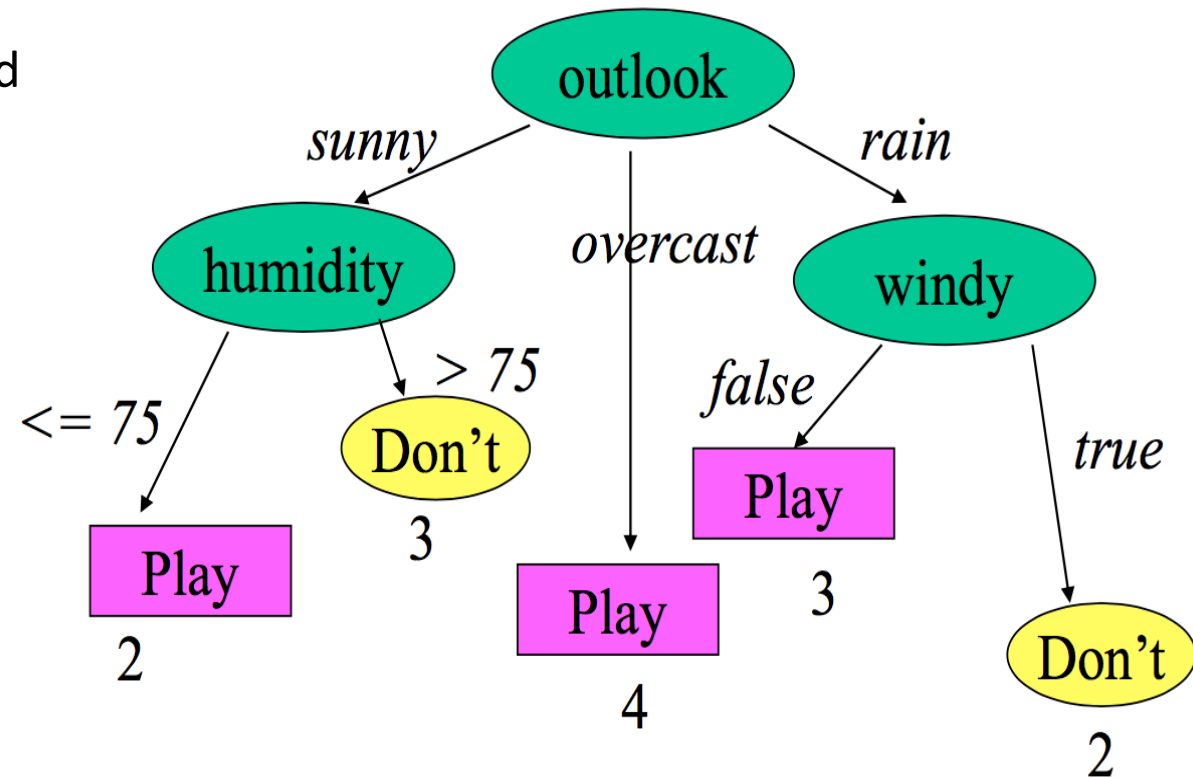 d
outlook
sunny
rain
overcast
humidity
windy
> 75
false
<= 75
Don’t
true
Play
3
Play
Play
3
2
Don’t
4
2